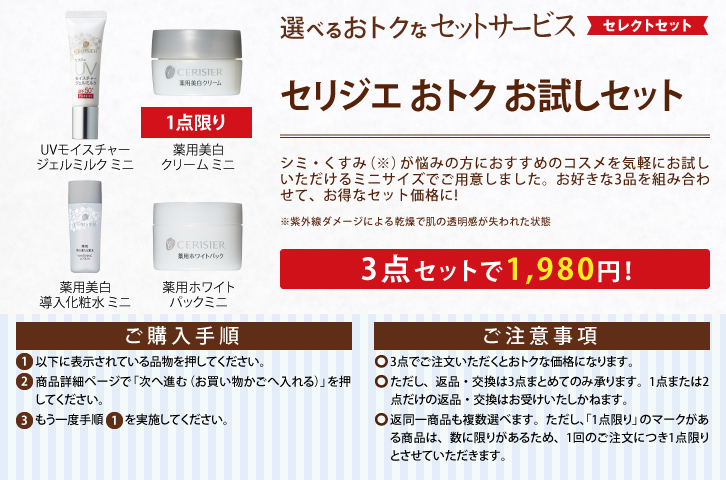 選べるおトクなセットサービス
セレクトセット
セリジエ おトク お試しセット
シミ・くすみ(※)が悩みの方におすすめのコスメを気軽にお試し
いただけるミニサイズでご用意しました。お好きな3品を組み合わ
せて、お得なセット価格に!
※紫外線ダメージによる乾燥で肌の透明感が失われた状態
3点セットで1,980円!
CERISIER
UV
モイスチャー
ジェルミルク
SPF50+
UVモイスチャー
ジェルミルク ミニ
CERISIER
薬用美白クリーム
1点限り
薬用美白
クリーム ミニ
CERISIER
薬用美白
導入化粧水 ミニ
CERISIER
薬用ホワイトパック
薬用ホワイト
パックミニ
ご購入手順
1 以下に表示されている品物を押してください。
2 商品詳細ページで「次へ進む(お買い物かごへ入れる)」を押
してください。
3 もう一度手順 1 を実施してください。
ご注意事項
3点でご注文いただくとおトクな価格になります。
ただし、返品・交換は3点まとめてのみ承ります。1点または2
点だけの返品・交換はお受けいたしかねます。
返同一商品も複数選べます。ただし、「1点限り」のマークがあ
る商品は、数に限りがあるため、1回のご注文につき1点限り
とさせていただきます。